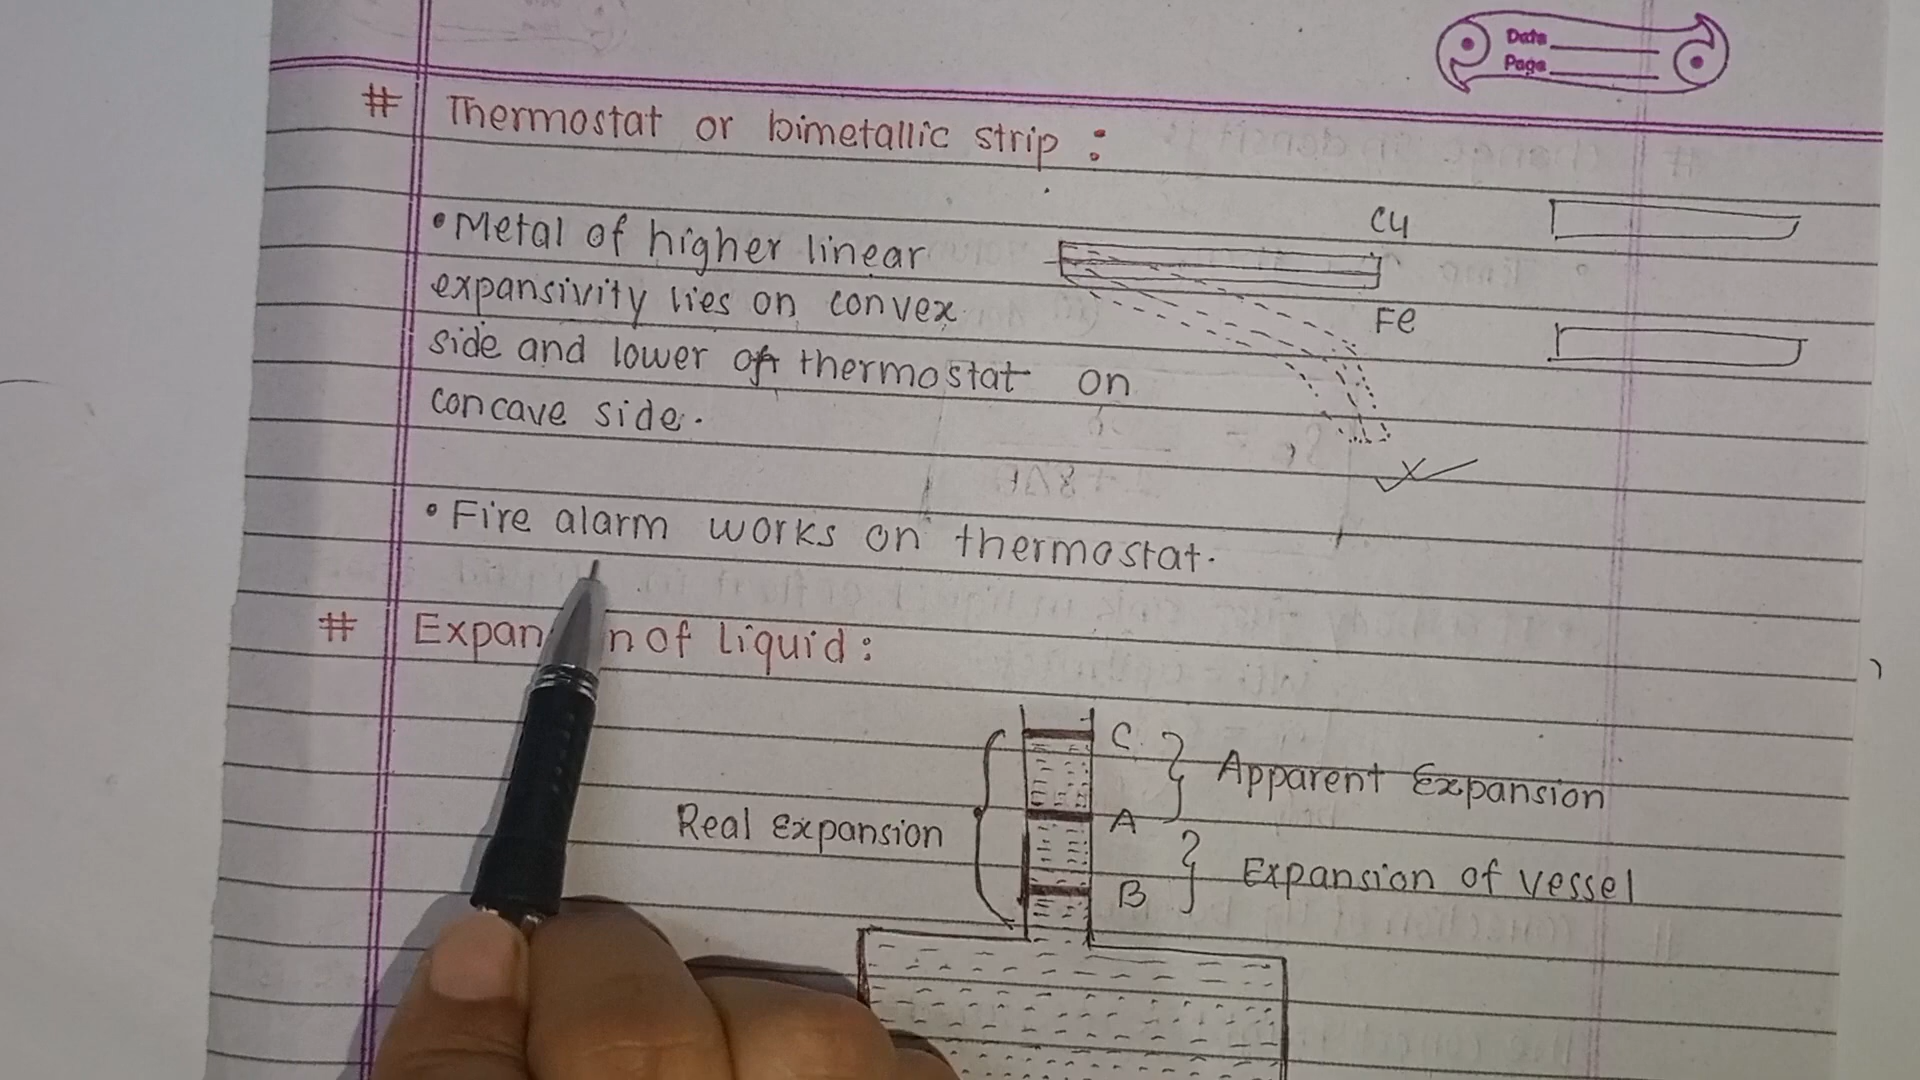 Date
Page
# Thermostat or bimetallic strip :
• Metal of higher linear
expansivity lies on convex
side and lower of thermostat on
concave side.
Cu
Fe
• Fire alarm works on thermostat.
# Expan n of liquid :
C
Apparent Expansion
Real Expansion
A
B
Expansion of vessel